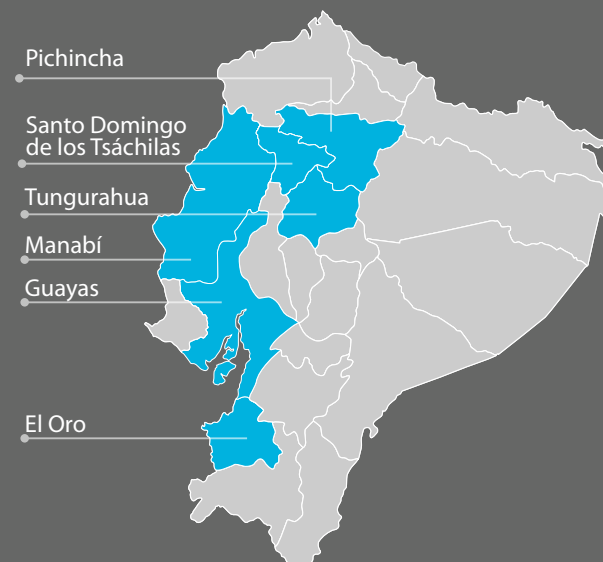 Pichincha
Santo Domingo
de los Tsáchilas
Tungurahua
Manabí
Guayas
El Oro